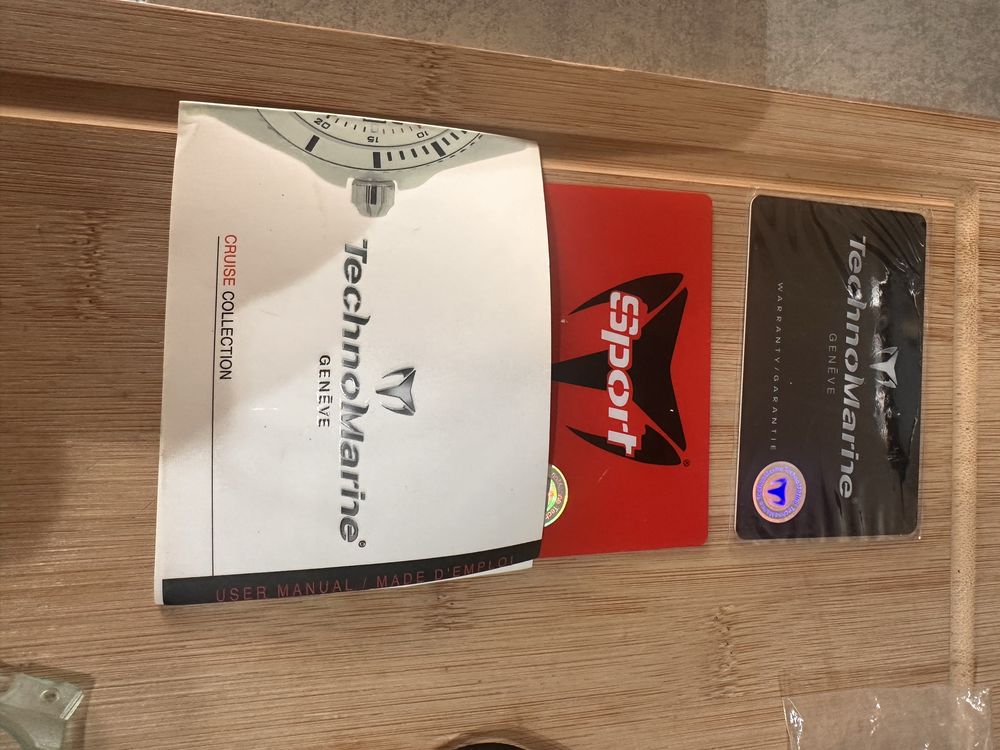 20
15
10
TechnoMarine
GENÈVE
CRUISE COLLECTION
USER MANUAL / MADE D'EMPLOI
Sport
®
TechnoMarine
GENÈVE
WARRANTY/GARANTIE